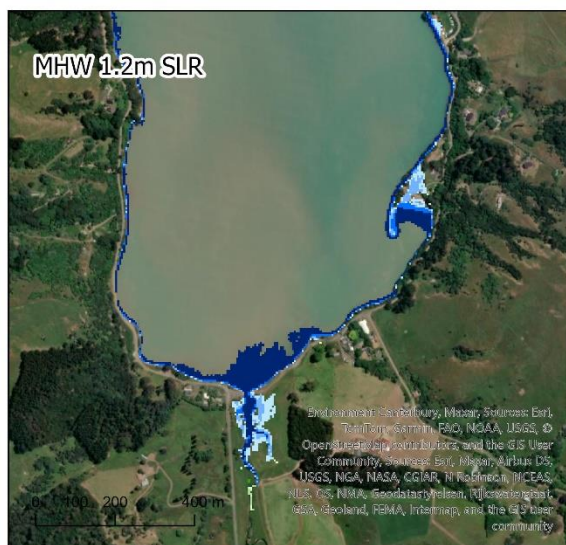 MHW 1.2m SLR
Environment Canterbury, Maxar, Sources: Esri,
TomTom, Garmin, FAO, NOAA, USGS, ©
OpenStreetMap contributors, and the GIS User
Community, Sources: Esri, Maxar, Airbus DS,
USGS, NGA, NASA, CGIAR, N Robinson, NCEAS,
NLS, OS, NMA, Geodatastyrelsen, Rijkswaterstaat,
GSA, Geoland, FEMA, Intermap, and the GIS user
community
0 100 200 400 m